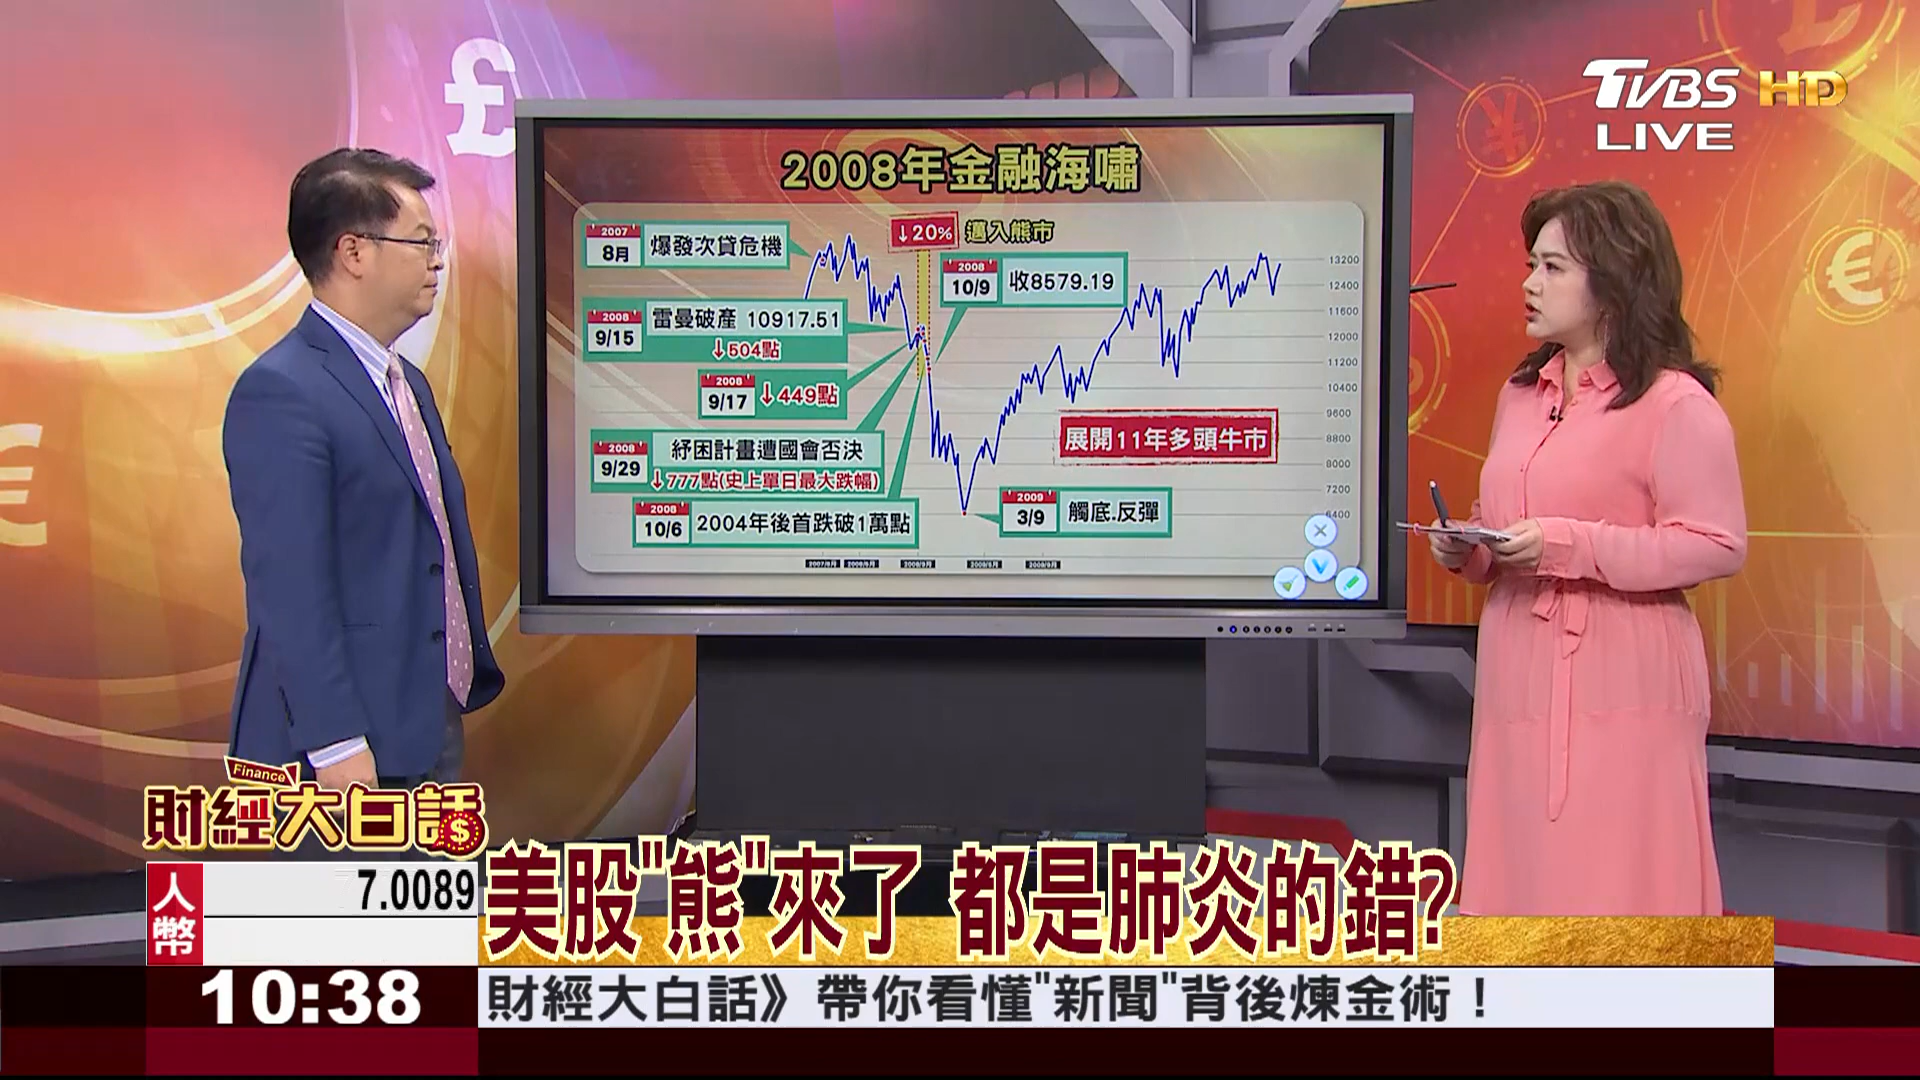 TVBS HD
LIVE
2008年金融海嘯
2007
8月
爆發次貸危機
↓20%
邁入熊市
2008
10/9
收8579.19
2008
9/15
雷曼破產 10917.51
↓504點
2008
9/17
↓449點
2008
9/29
紓困計畫遭國會否決
↓777點(史上單日最大跌幅)
2008
10/6
2004年後首跌破1萬點
展開11年多頭牛市
2009
3/9
觸底.反彈
13200
12400
11600
12000
11200
10400
9600
8800
8000
7200
6400
Finance
財經大白話
人幣
7.0089
美股"熊"來了 都是肺炎的錯?
10:38
財經大白話》帶你看懂"新聞"背後煉金術！